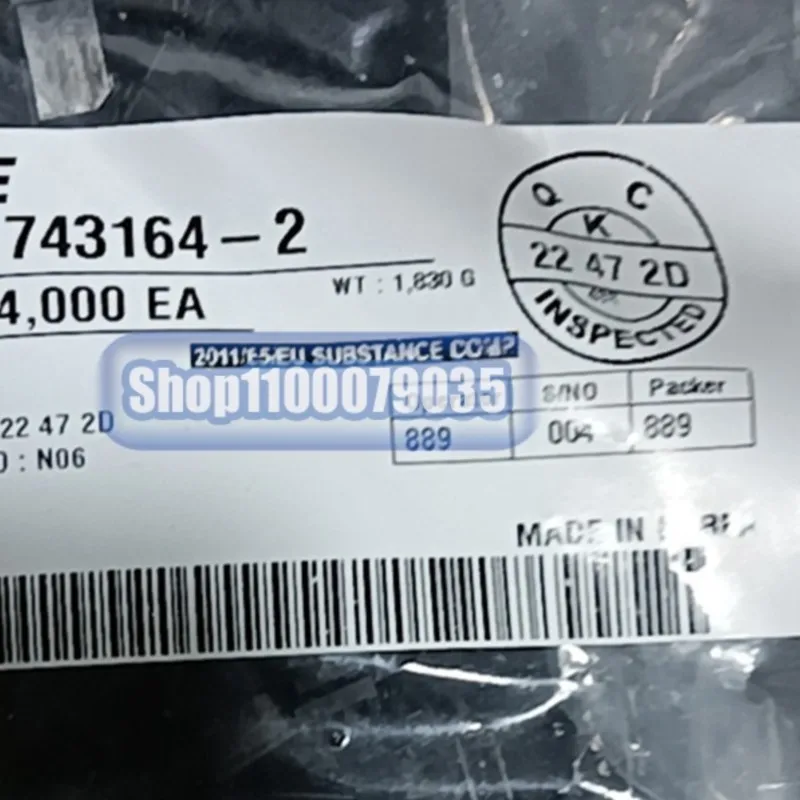 E
743164-2
4,000 EA
WT : 1,830 G
Q C
K
22 47 2D
INSPECTED
2011/65/EU SUBSTANCE COMP
Shop1100079035
S/NO Packer
889 004 889
22 47 2D
: N06
MADE IN